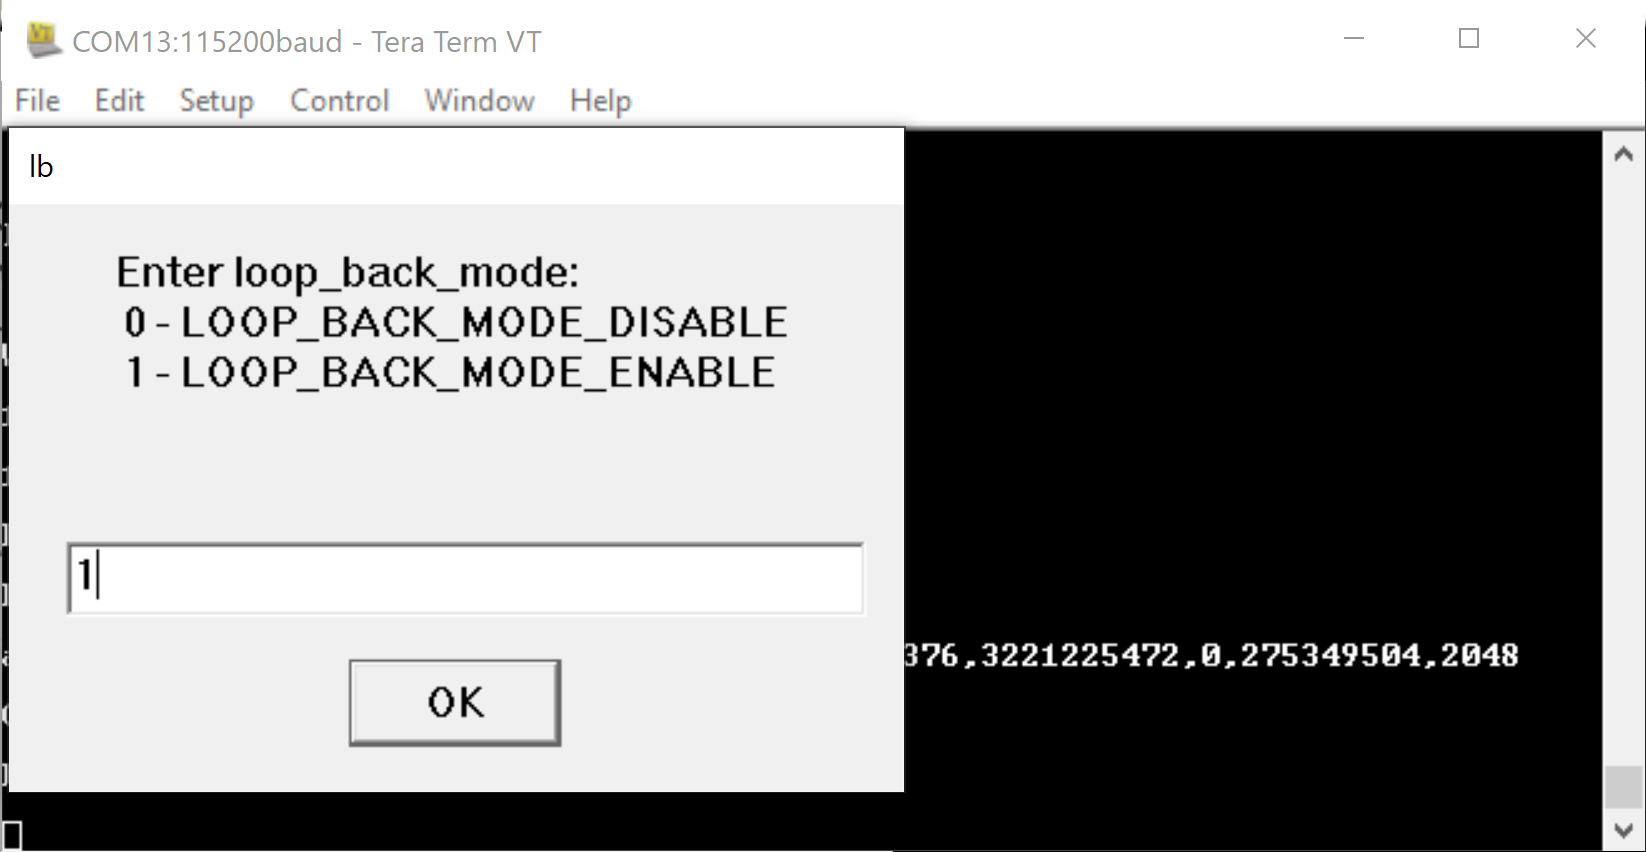 COM13:115200baud - Tera Term VT
File Edit Setup Control Window Help
lb
Enter loop_back_mode:
0 - LOOP_BACK_MODE_DISABLE
1 - LOOP_BACK_MODE_ENABLE
1
376,3221225472,0,275349504,2048
OK